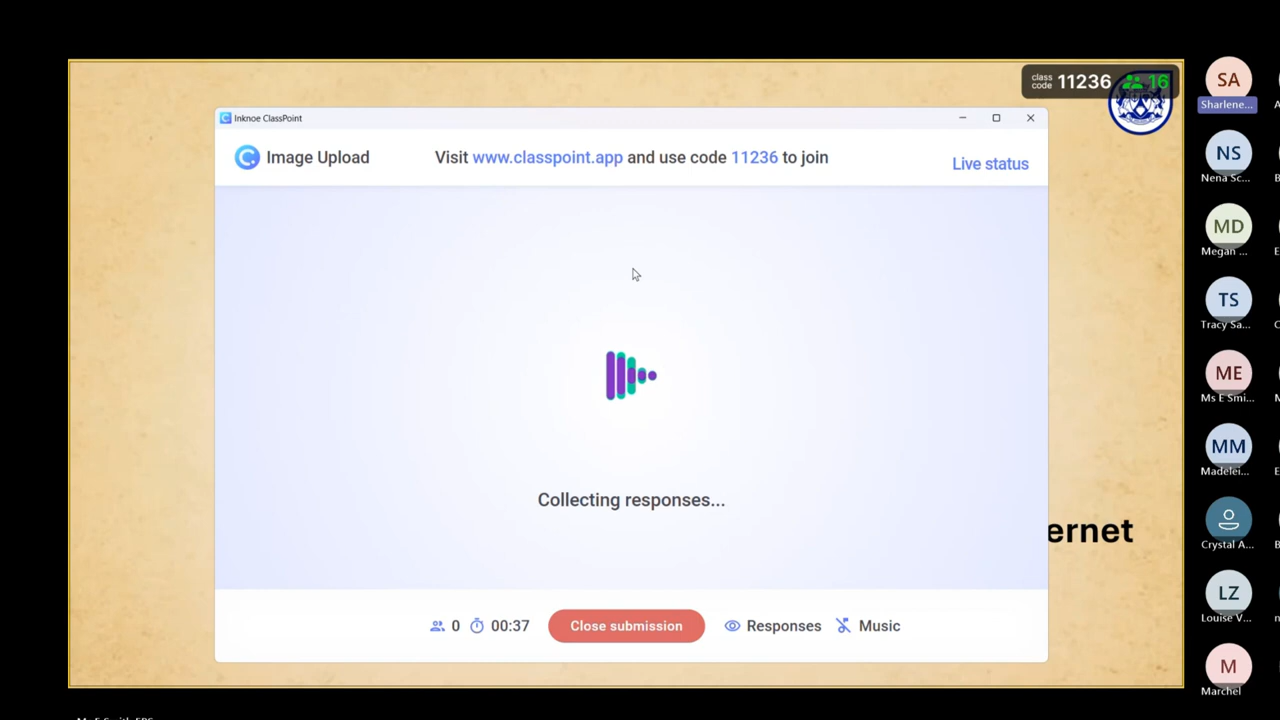 class code 11236 16
Inknoe ClassPoint
Image Upload
Visit www.classpoint.app and use code 11236 to join
Live status
Collecting responses...
ernet
0 00:37 Close submission Responses Music
SA
Sharlene...
NS
Nena Sc...
MD
Megan ...
TS
Tracy Sa...
ME
Ms E Smi...
MM
Madelei...
Crystal A...
LZ
Louise V...
M
Marchel